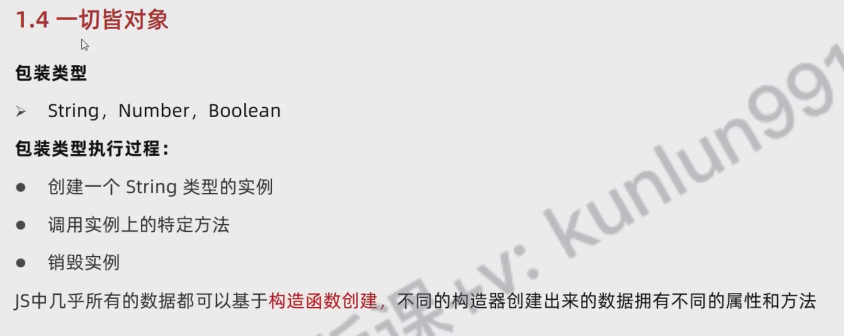 1.4 一切皆对象
包装类型
➢ String，Number，Boolean
包装类型执行过程：
● 创建一个 String 类型的实例
● 调用实例上的特定方法
● 销毁实例
JS中几乎所有的数据都可以基于构造函数创建，不同的构造器创建出来的数据拥有不同的属性和方法
课+v: kunlun991